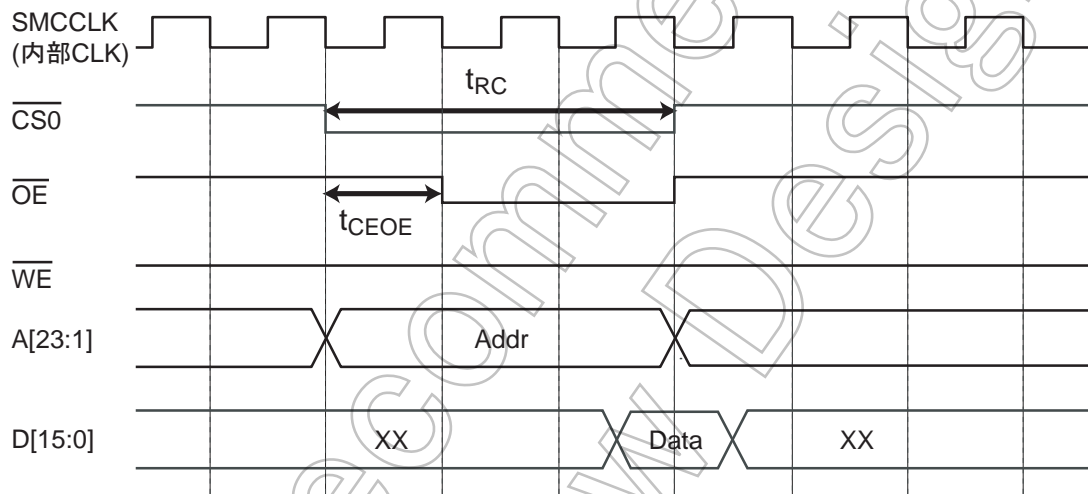 SMCCLK
(内部CLK)
tRC
CS0
OE
tCEOE
WE
A[23:1]
Addr
D[15:0]
XX
Data
XX